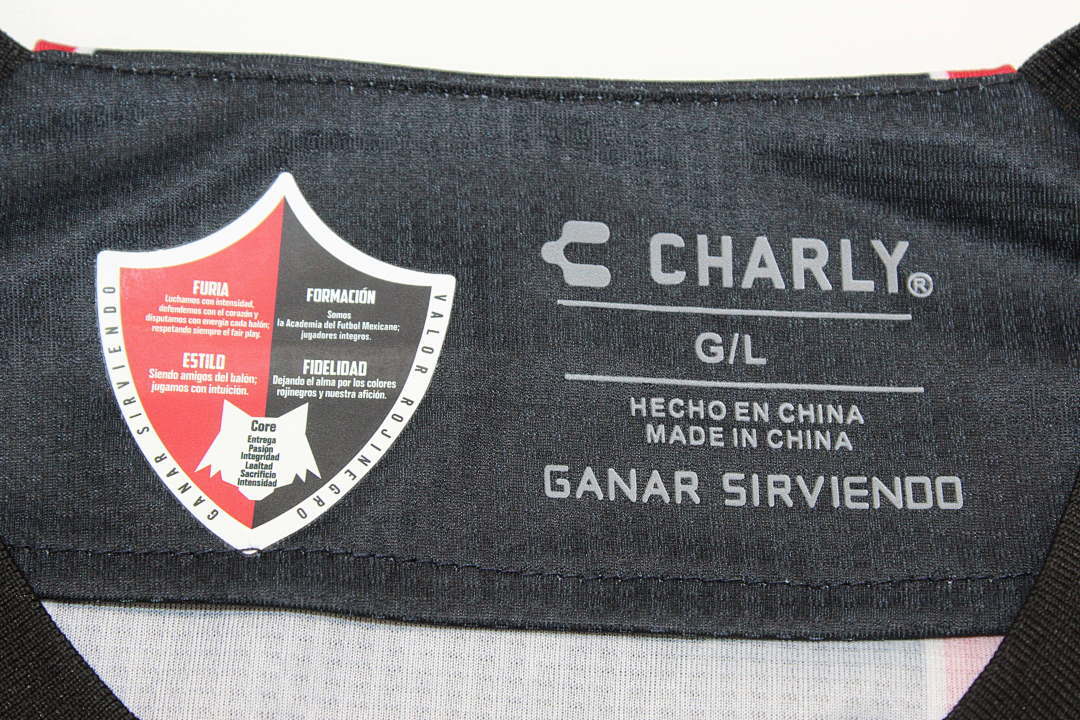 GANAR SIRVIENDO
VALOR ROJINEGRO
FURIA
Luchamos con intensidad,
defendemos con el corazón y
disputamos con energía cada balón;
respetando siempre el fair play.
FORMACIÓN
Somos
la Academia del Futbol Mexicano;
jugadores íntegros.
ESTILO
Siendo amigos del balón;
jugamos con intuición.
FIDELIDAD
Dejando el alma por los colores
rojinegros y nuestra afición.
Core
Entrega
Pasión
Integridad
Lealtad
Sacrificio
Intensidad
CHARLY®
G/L
HECHO EN CHINA
MADE IN CHINA
GANAR SIRVIENDO